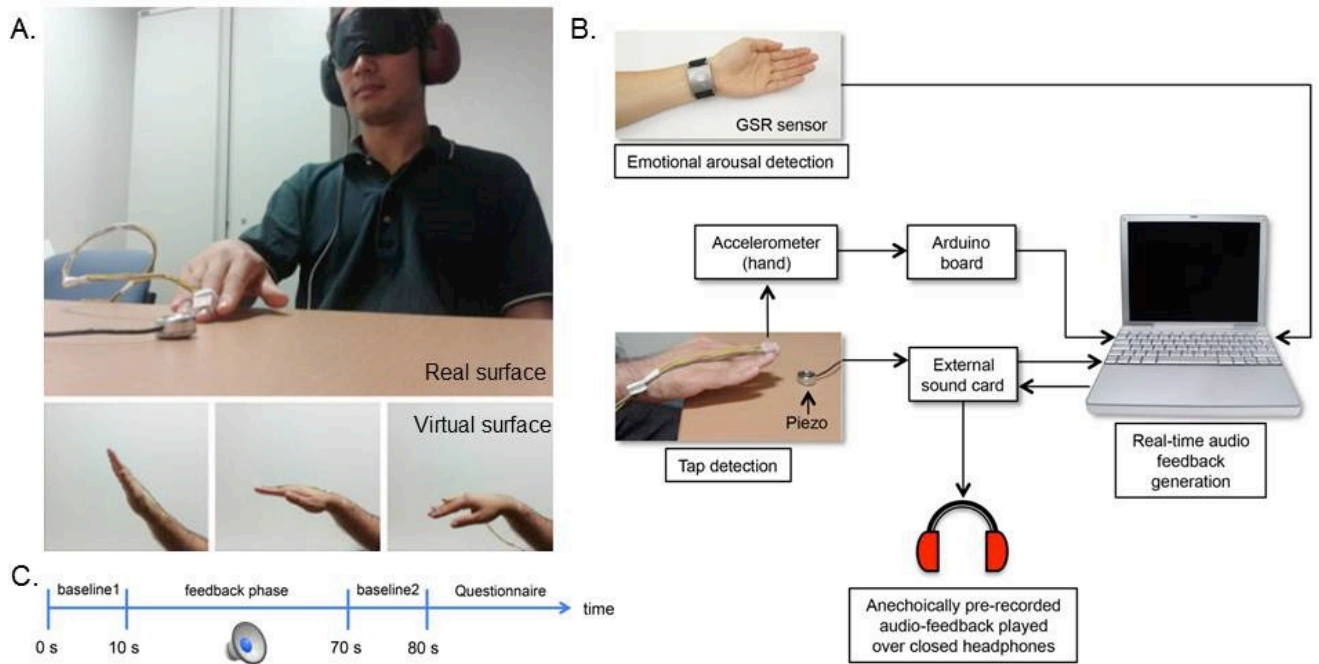 A.
Real surface
Virtual surface
B.
GSR sensor
Emotional arousal detection
Accelerometer
(hand)
Arduino
board
Piezo
Tap detection
External
sound card
Real-time audio
feedback
generation
Anechoically pre-recorded
audio-feedback played
over closed headphones
C.
baseline1
feedback phase
baseline2
Questionnaire
time
0 s
10 s
70 s
80 s